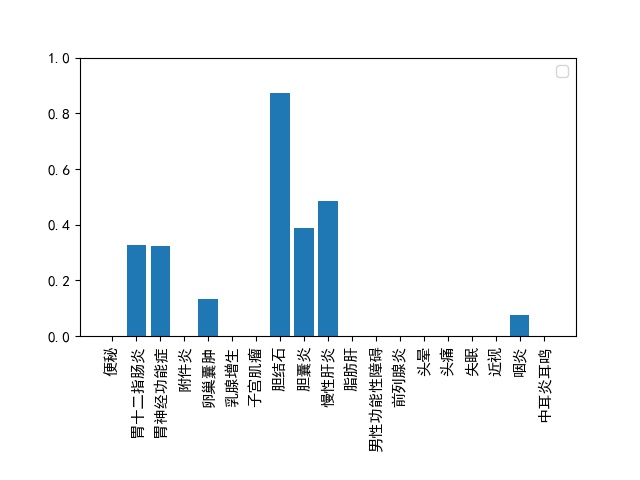 1.0
0.8
0.6
0.4
0.2
0.0
便秘
胃十二指肠炎
胃神经功能症
附件炎
卵巢囊肿
乳腺增生
子宫肌瘤
胆结石
胆囊炎
慢性肝炎
脂肪肝
男性功能性障碍
前列腺炎
头晕
头痛
失眠
近视
咽炎
中耳炎耳鸣